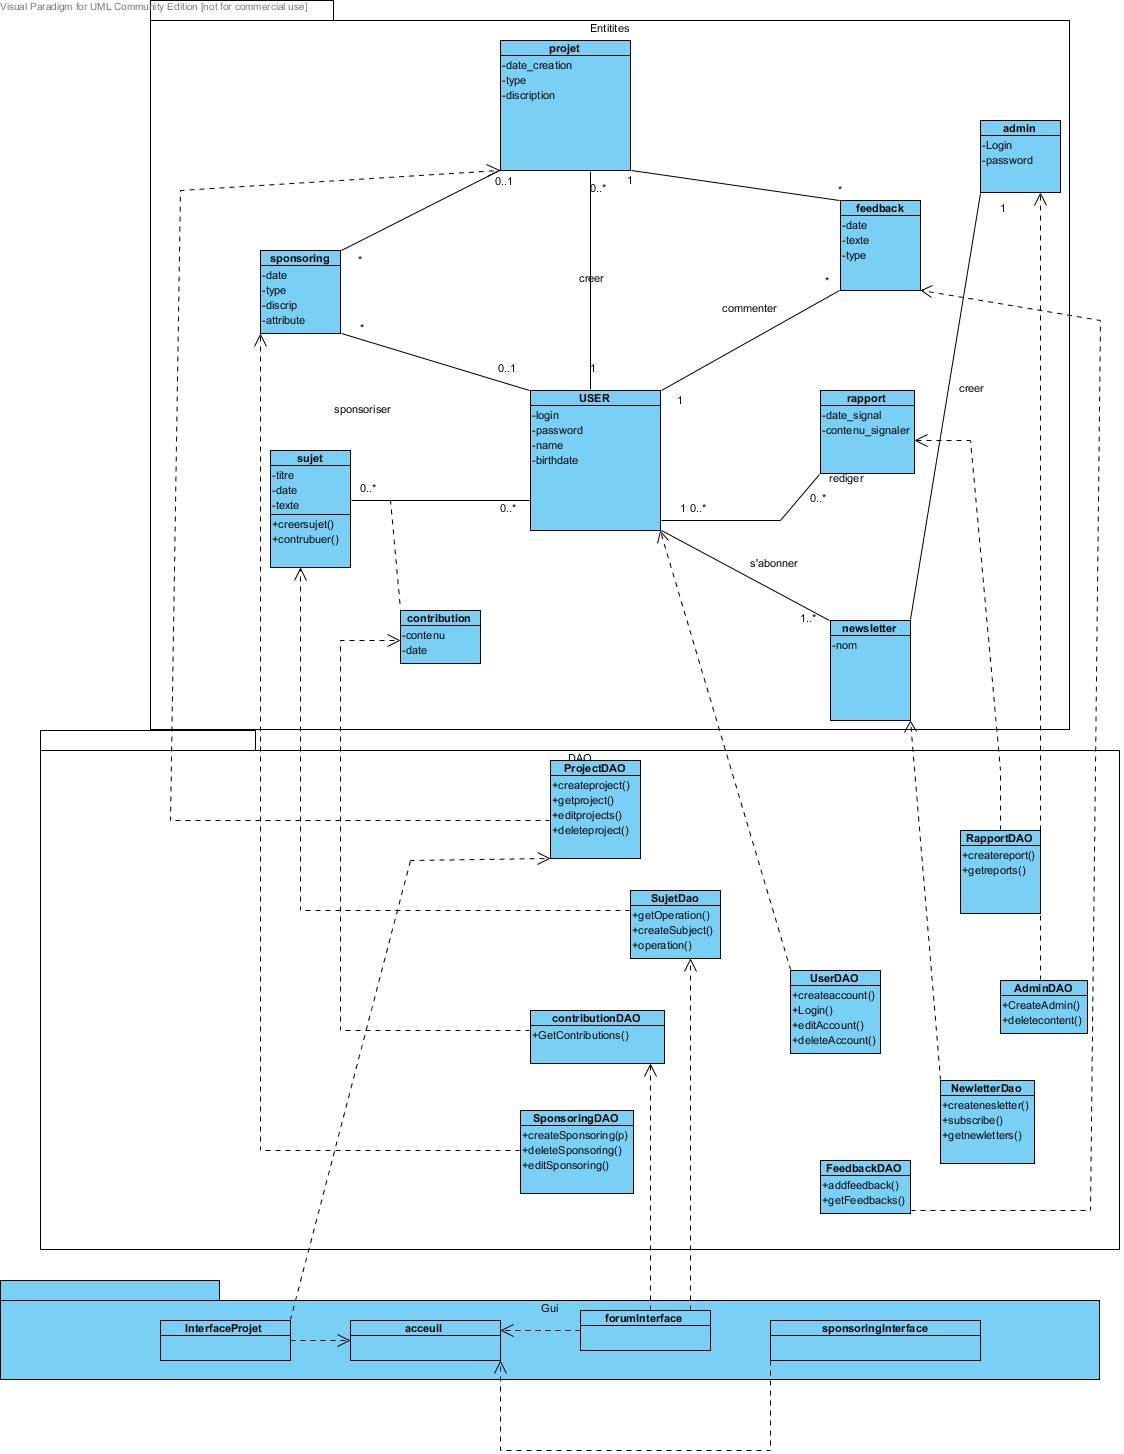 Visual Paradigm for UML Community Edition [not for commercial use]
Entitites
projet
-date_creation
-type
-discription
admin
-Login
-password
0..1
0..*
1
*
1
feedback
-date
-texte
-type
sponsoring
-date
-type
-discrip
-attribute
*
creer
*
commenter
*
0..1
1
sponsoriser
USER
-login
-password
-name
-birthdate
1
rapport
-date_signal
-contenu_signaler
creer
sujet
-titre
-date
-texte
+creersujet()
+contrubuer()
0..*
0..*
1 0..*
rediger
0..*
s'abonner
1..*
contribution
-contenu
-date
newsletter
-nom
DAO
ProjectDAO
+createproject()
+getproject()
+editprojects()
+deleteproject()
RapportDAO
+createreport()
+getreports()
SujetDao
+getOperation()
+createSubject()
+operation()
UserDAO
+createaccount()
+Login()
+editAccount()
+deleteAccount()
AdminDAO
+CreateAdmin()
+deletecontent()
contributionDAO
+GetContributions()
NewletterDao
+createnesletter()
+subscribe()
+getnewletters()
SponsoringDAO
+createSponsoring(p)
+deleteSponsoring()
+editSponsoring()
FeedbackDAO
+addfeedback()
+getFeedbacks()
Gui
InterfaceProjet
acceuil
forumInterface
sponsoringInterface